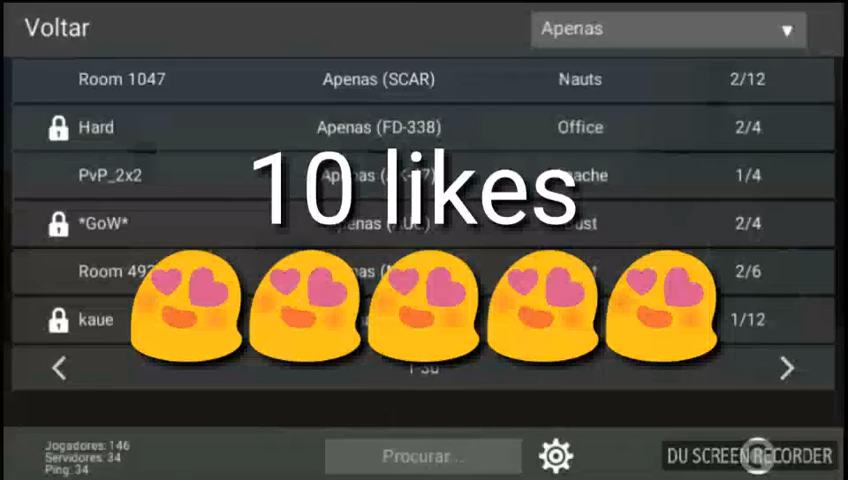 Voltar
Apenas
Room 1047 Apenas (SCAR) Nauts 2/12
Hard Apenas (FD-338) Office 2/4
PvP_2x2 1/4
10 likes
*GoW* 2/4
Room 2/6
kaue 1/12
Jogadores: 146
Servidores: 34
Ping: 34
Procurar...
DU SCREEN RECORDER